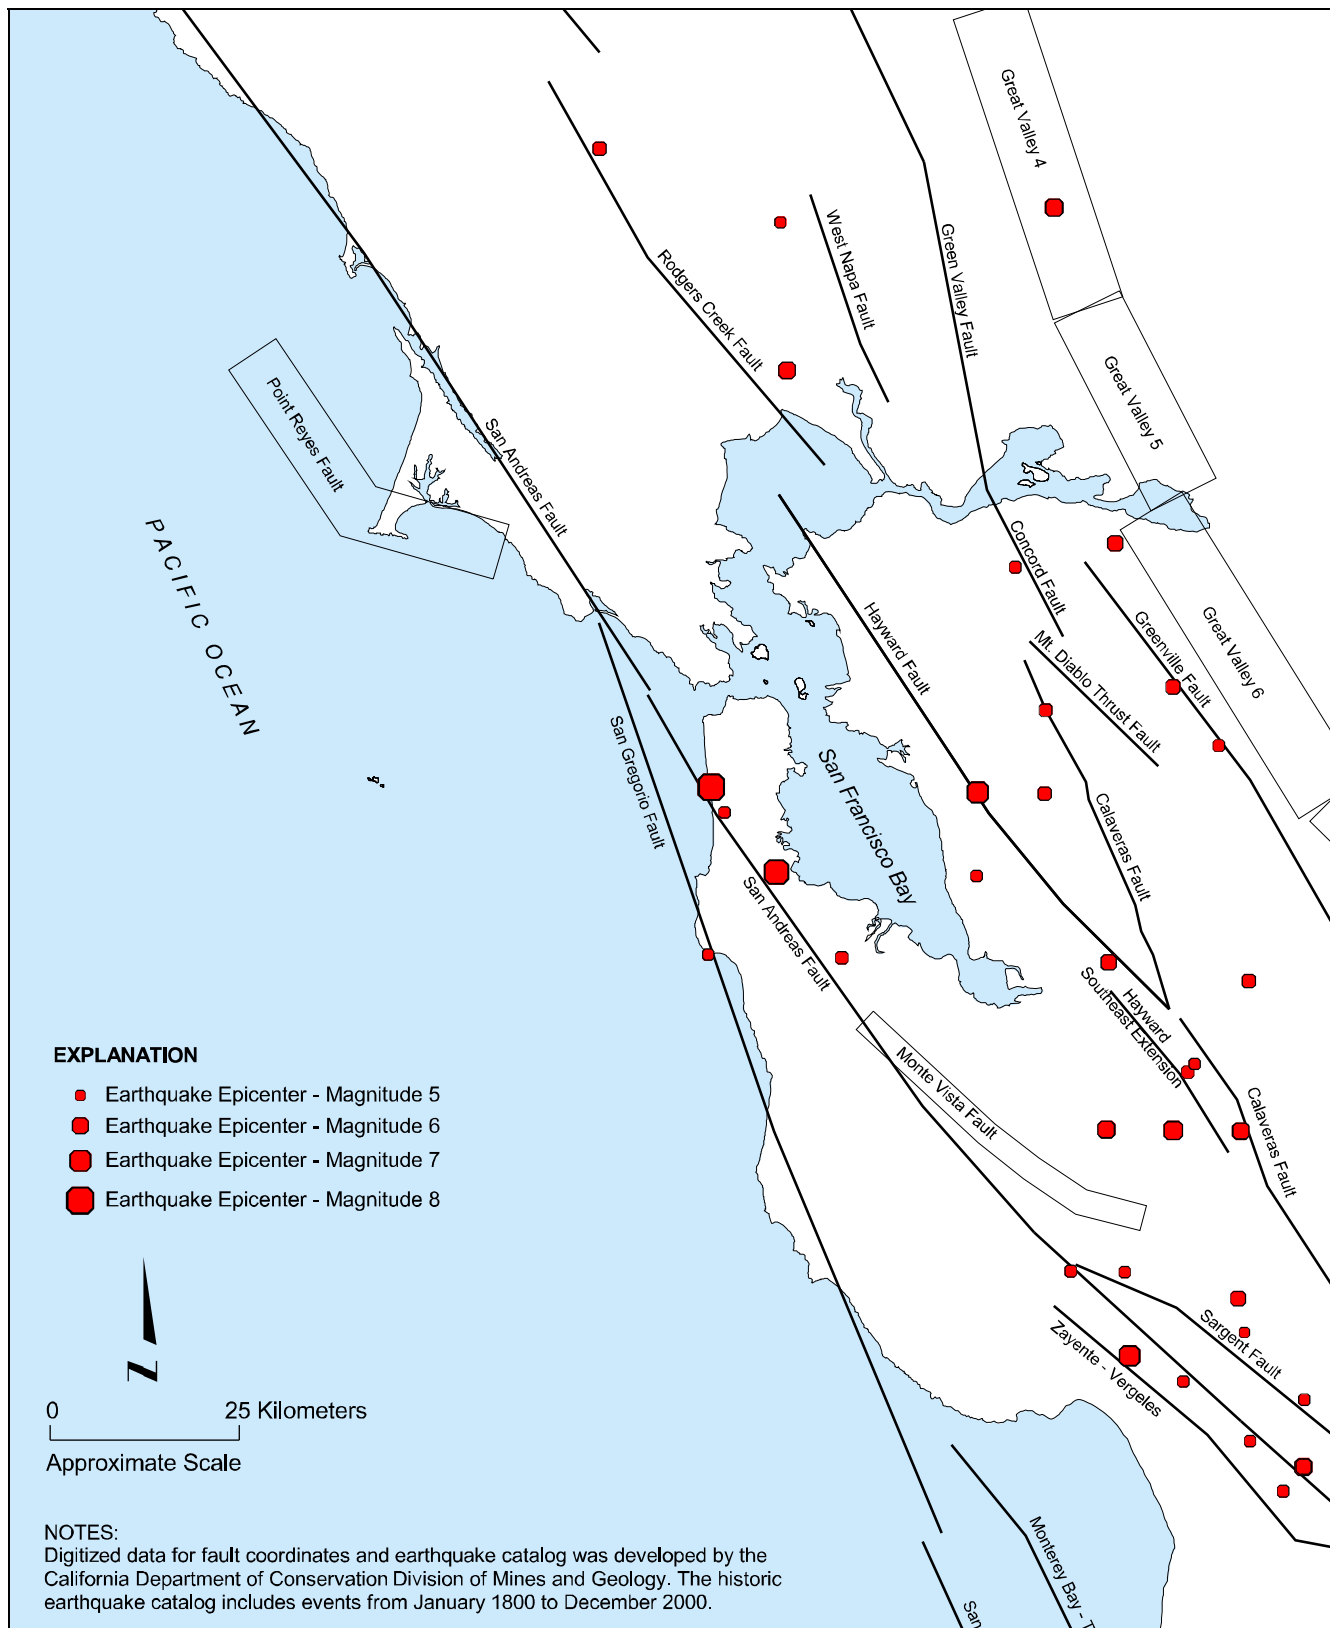 Great Valley 4
West Napa Fault
Green Valley Fault
Rodgers Creek Fault
Great Valley 5
Point Reyes Fault
San Andreas Fault
PACIFIC OCEAN
Concord Fault
Hayward Fault
Mt. Diablo Thrust Fault
Greenville Fault
Great Valley 6
San Gregorio Fault
San Francisco Bay
Calaveras Fault
San Andreas Fault
Hayward
Southeast Extension
Monte Vista Fault
Calaveras Fault
Sargent Fault
Zayente - Vergeles
Monterey Bay - T
San
EXPLANATION
Earthquake Epicenter - Magnitude 5
Earthquake Epicenter - Magnitude 6
Earthquake Epicenter - Magnitude 7
Earthquake Epicenter - Magnitude 8
N
0 25 Kilometers
Approximate Scale
NOTES:
Digitized data for fault coordinates and earthquake catalog was developed by the
California Department of Conservation Division of Mines and Geology. The historic
earthquake catalog includes events from January 1800 to December 2000.